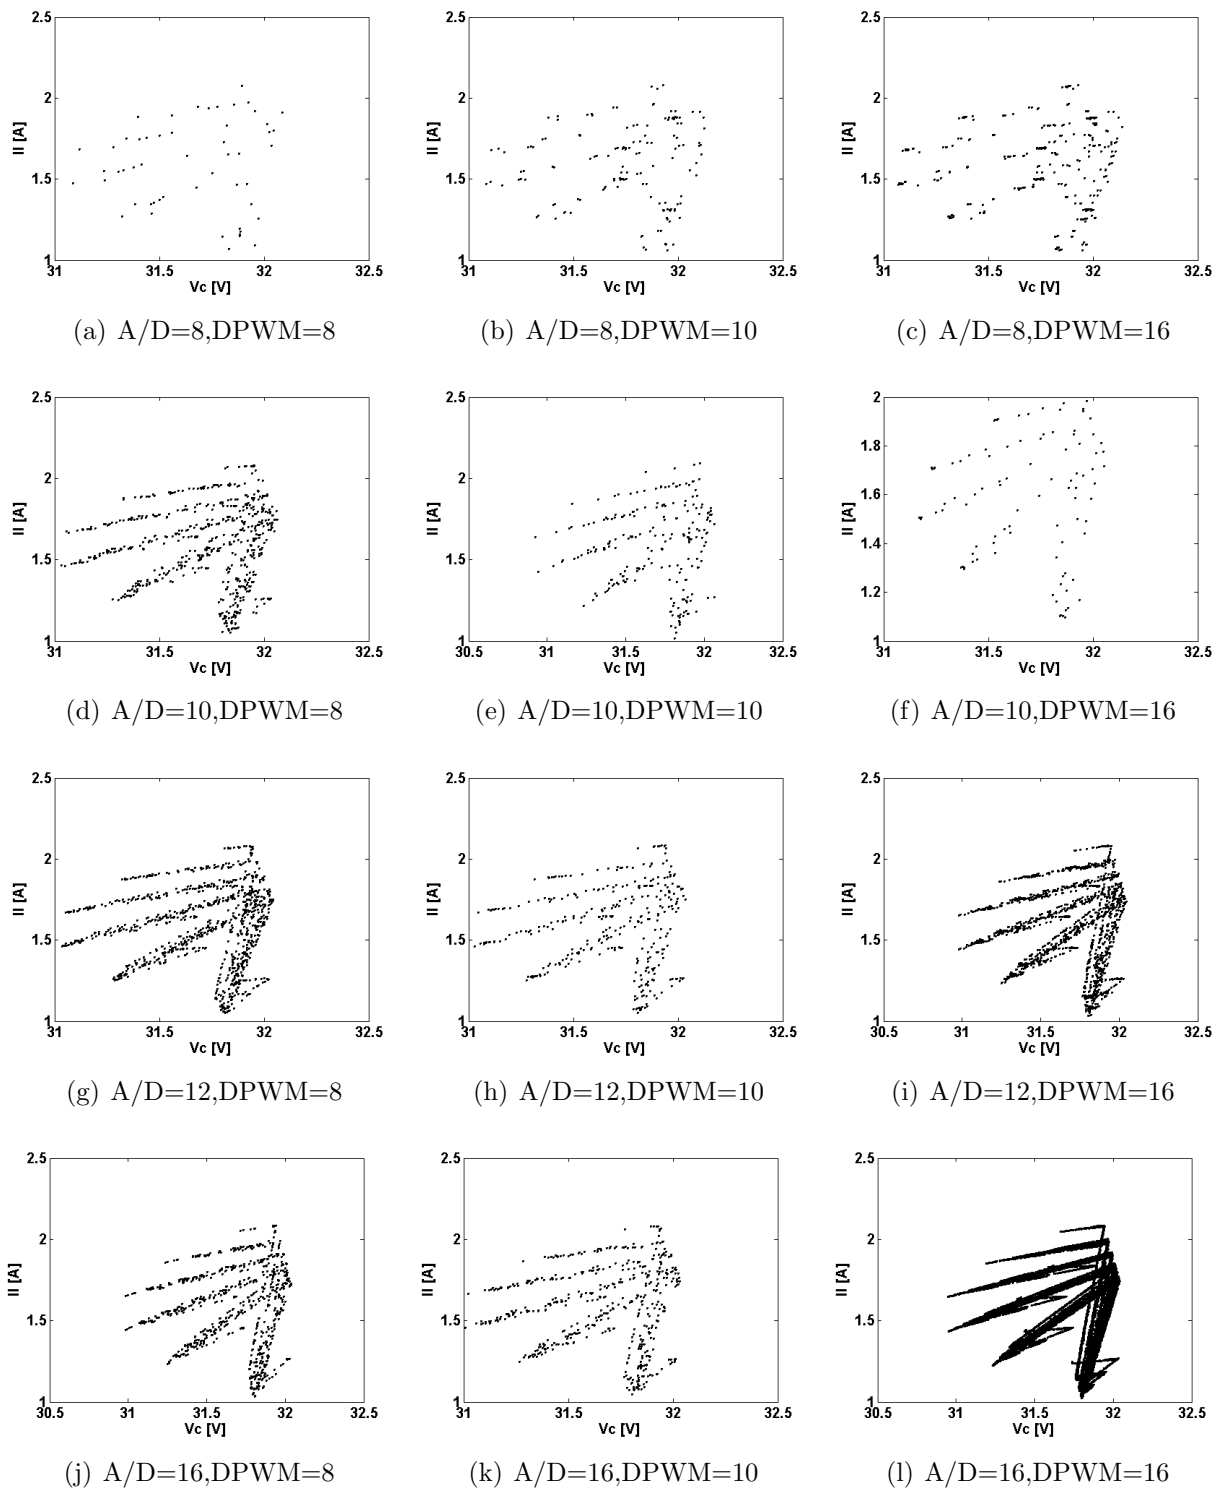 2.5
2
1.5
1
Il [A]
31 31.5 32 32.5
Vc [V]
(a) A/D=8,DPWM=8
2.5
2
1.5
1
Il [A]
31 31.5 32 32.5
Vc [V]
(b) A/D=8,DPWM=10
2.5
2
1.5
1
Il [A]
31 31.5 32 32.5
Vc [V]
(c) A/D=8,DPWM=16
2.5
2
1.5
1
Il [A]
31 31.5 32 32.5
Vc [V]
(d) A/D=10,DPWM=8
2.5
2
1.5
1
Il [A]
30.5 31 31.5 32 32.5
Vc [V]
(e) A/D=10,DPWM=10
2
1.8
1.6
1.4
1.2
1
Il [A]
31 31.5 32 32.5
Vc [V]
(f) A/D=10,DPWM=16
2.5
2
1.5
1
Il [A]
31 31.5 32 32.5
Vc [V]
(g) A/D=12,DPWM=8
2.5
2
1.5
1
Il [A]
31 31.5 32 32.5
Vc [V]
(h) A/D=12,DPWM=10
2.5
2
1.5
1
Il [A]
30.5 31 31.5 32 32.5
Vc [V]
(i) A/D=12,DPWM=16
2.5
2
1.5
1
Il [A]
30.5 31 31.5 32 32.5
Vc [V]
(j) A/D=16,DPWM=8
2.5
2
1.5
1
Il [A]
31 31.5 32 32.5
Vc [V]
(k) A/D=16,DPWM=10
2.5
2
1.5
1
Il [A]
30.5 31 31.5 32 32.5
Vc [V]
(l) A/D=16,DPWM=16